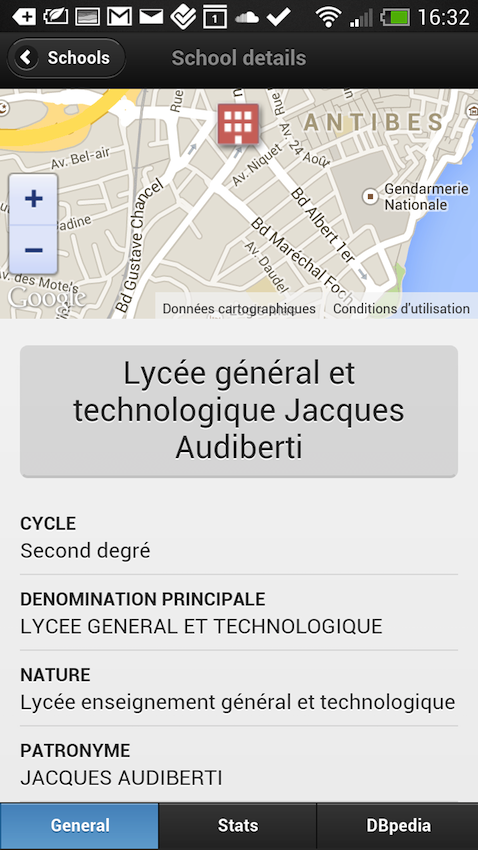 1
16:32
Schools
School details
Rue
Rue
ANTIBES
Av. 24 Août
Av. Bel-air
Av. Niquet
Gendarmerie
Nationale
+
Bd Gustave Chancel
Bd Albert 1er
adine
−
Bd Maréchal Foch
Av. Daudet
Av. des Motels
Google
Données cartographiques
Conditions d'utilisation
Lycée général et
technologique Jacques
Audiberti
CYCLE
Second degré
DENOMINATION PRINCIPALE
LYCEE GENERAL ET TECHNOLOGIQUE
NATURE
Lycée enseignement général et technologique
PATRONYME
JACQUES AUDIBERTI
General
Stats
DBpedia